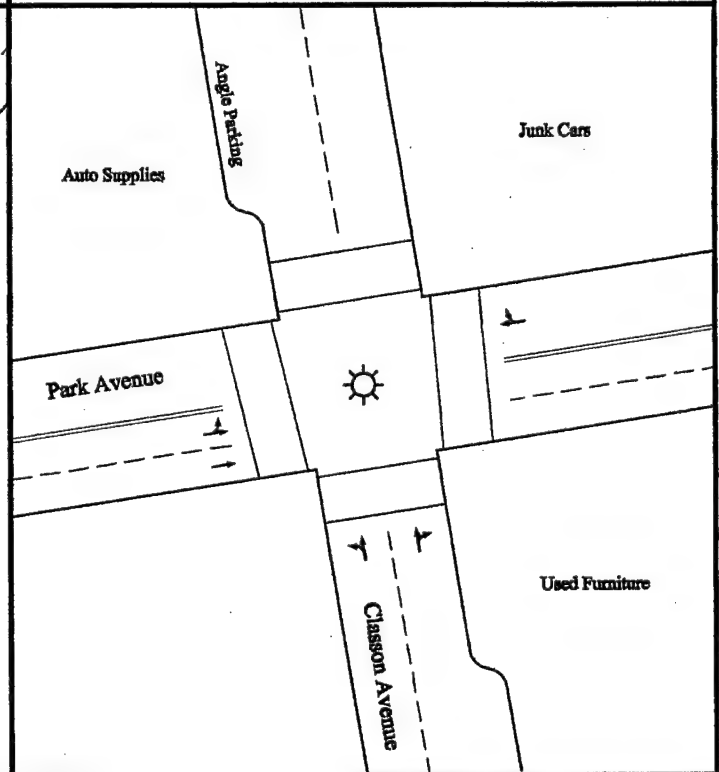 Angle Parking
Junk Cars
Auto Supplies
Park Avenue
Used Furniture
Classon Avenue